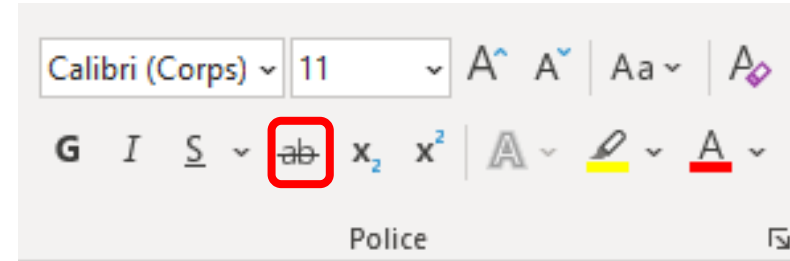 Calibri (Corps) 11 A A Aa A
G I S ab x₂ x² A A
Police